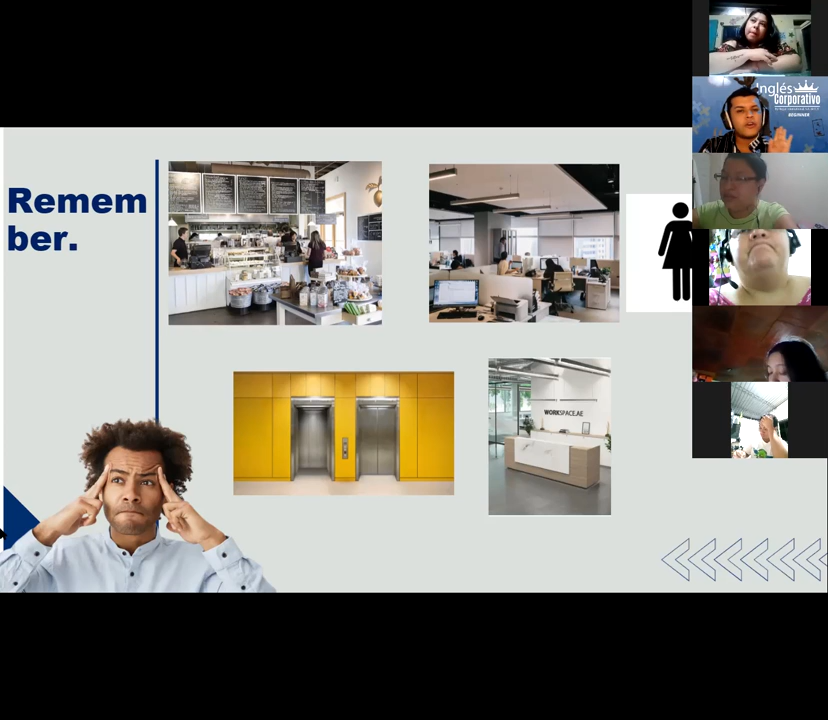 Remem
ber.
WORKSPACE.AE
Inglés
Corporativo
BEGINNER